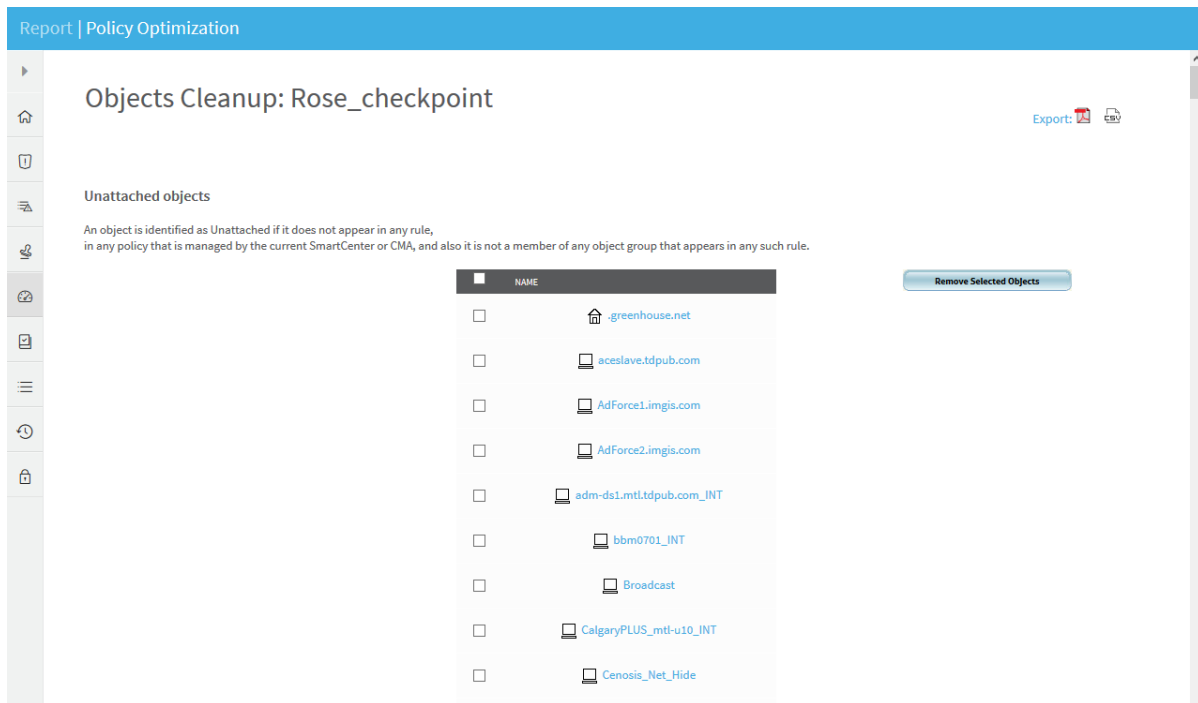 Report | Policy Optimization
Objects Cleanup: Rose_checkpoint
Export: CSV
Unattached objects
An object is identified as Unattached if it does not appear in any rule,
in any policy that is managed by the current SmartCenter or CMA, and also it is not a member of any object group that appears in any such rule.
NAME
Remove Selected Objects
.greenhouse.net
aceslave.tdpub.com
AdForce1.imgis.com
AdForce2.imgis.com
adm-ds1.mtl.tdpub.com_INT
bbm0701_INT
Broadcast
CalgaryPLUS_mtl-u10_INT
Cenosis_Net_Hide